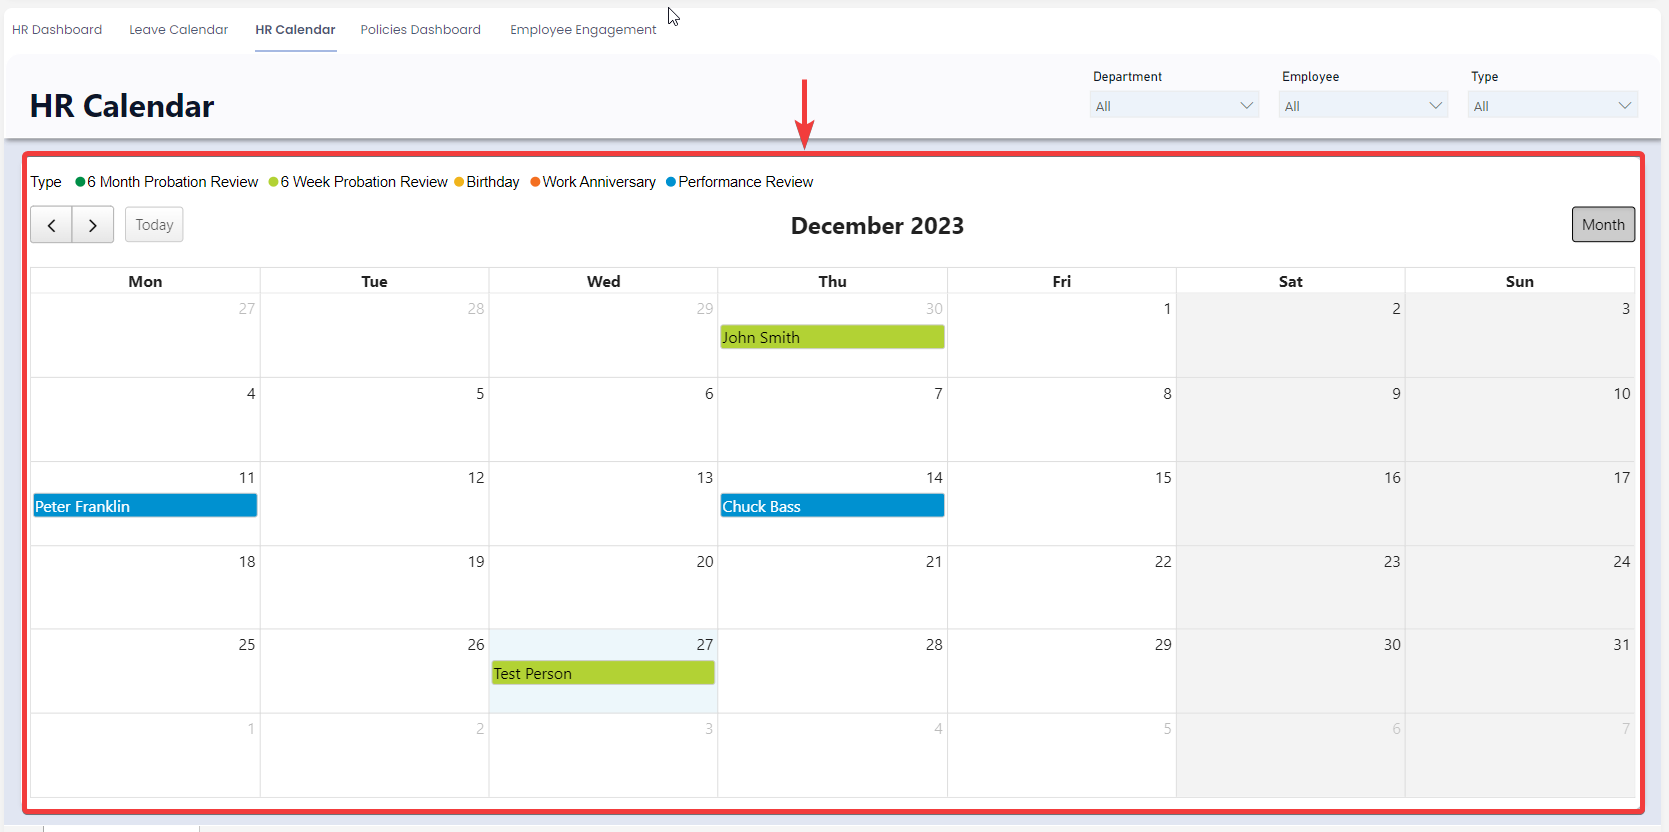 HR Dashboard Leave Calendar HR Calendar Policies Dashboard Employee Engagement
Department Employee Type
HR Calendar
All All All
Type 6 Month Probation Review 6 Week Probation Review Birthday Work Anniversary Performance Review
Today December 2023 Month
Mon Tue Wed Thu Fri Sat Sun
27 28 29 30 1 2 3
John Smith
4 5 6 7 8 9 10
11 12 13 14 15 16 17
Peter Franklin Chuck Bass
18 19 20 21 22 23 24
25 26 27 28 29 30 31
Test Person
1 2 3 4 5 6 7